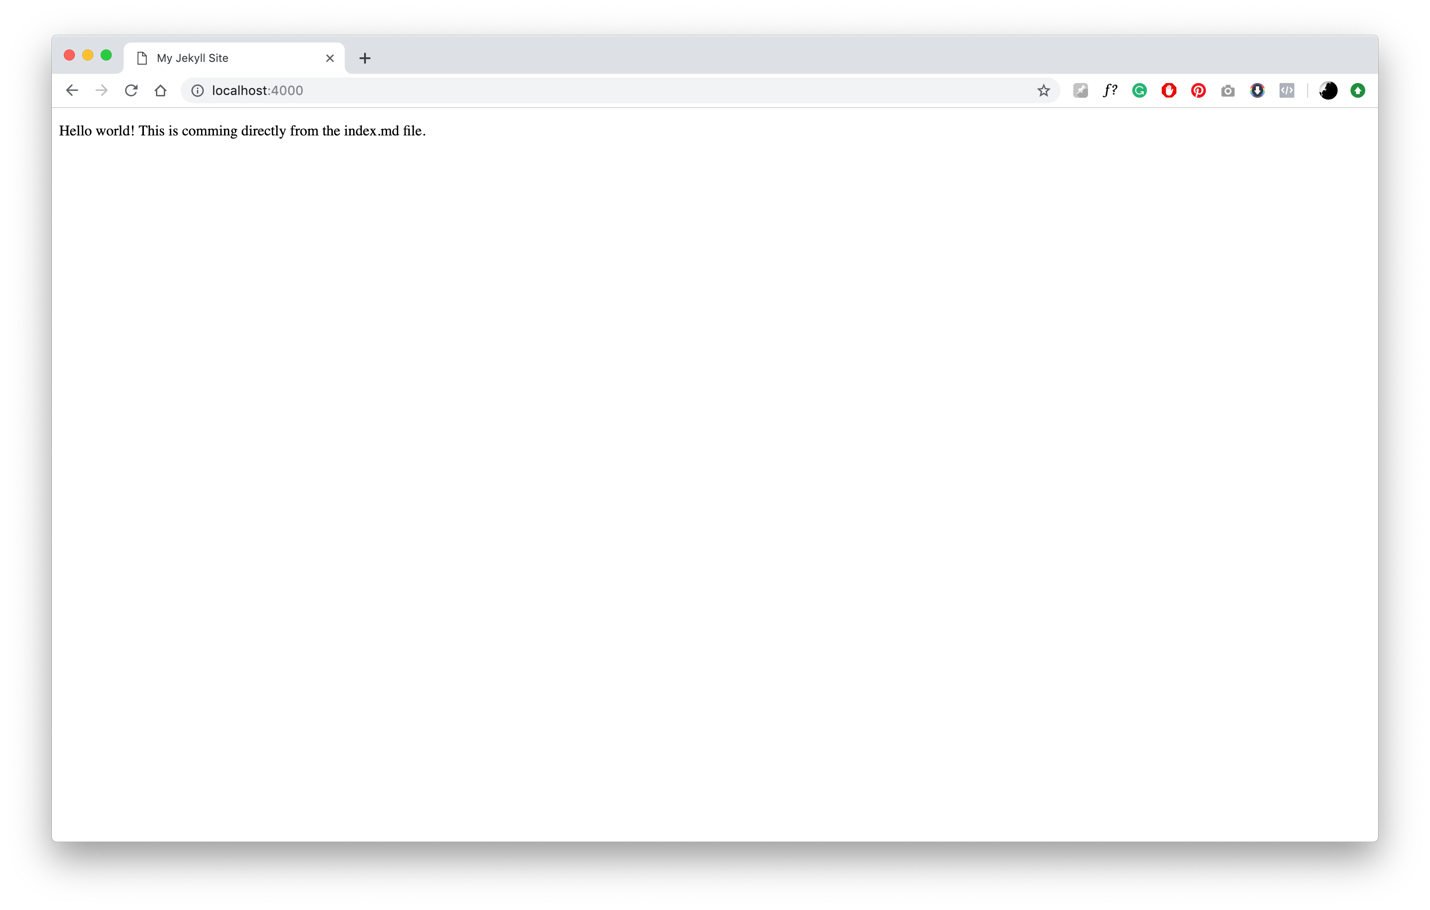 My Jekyll Site
localhost:4000
f?
Hello world! This is comming directly from the index.md file.